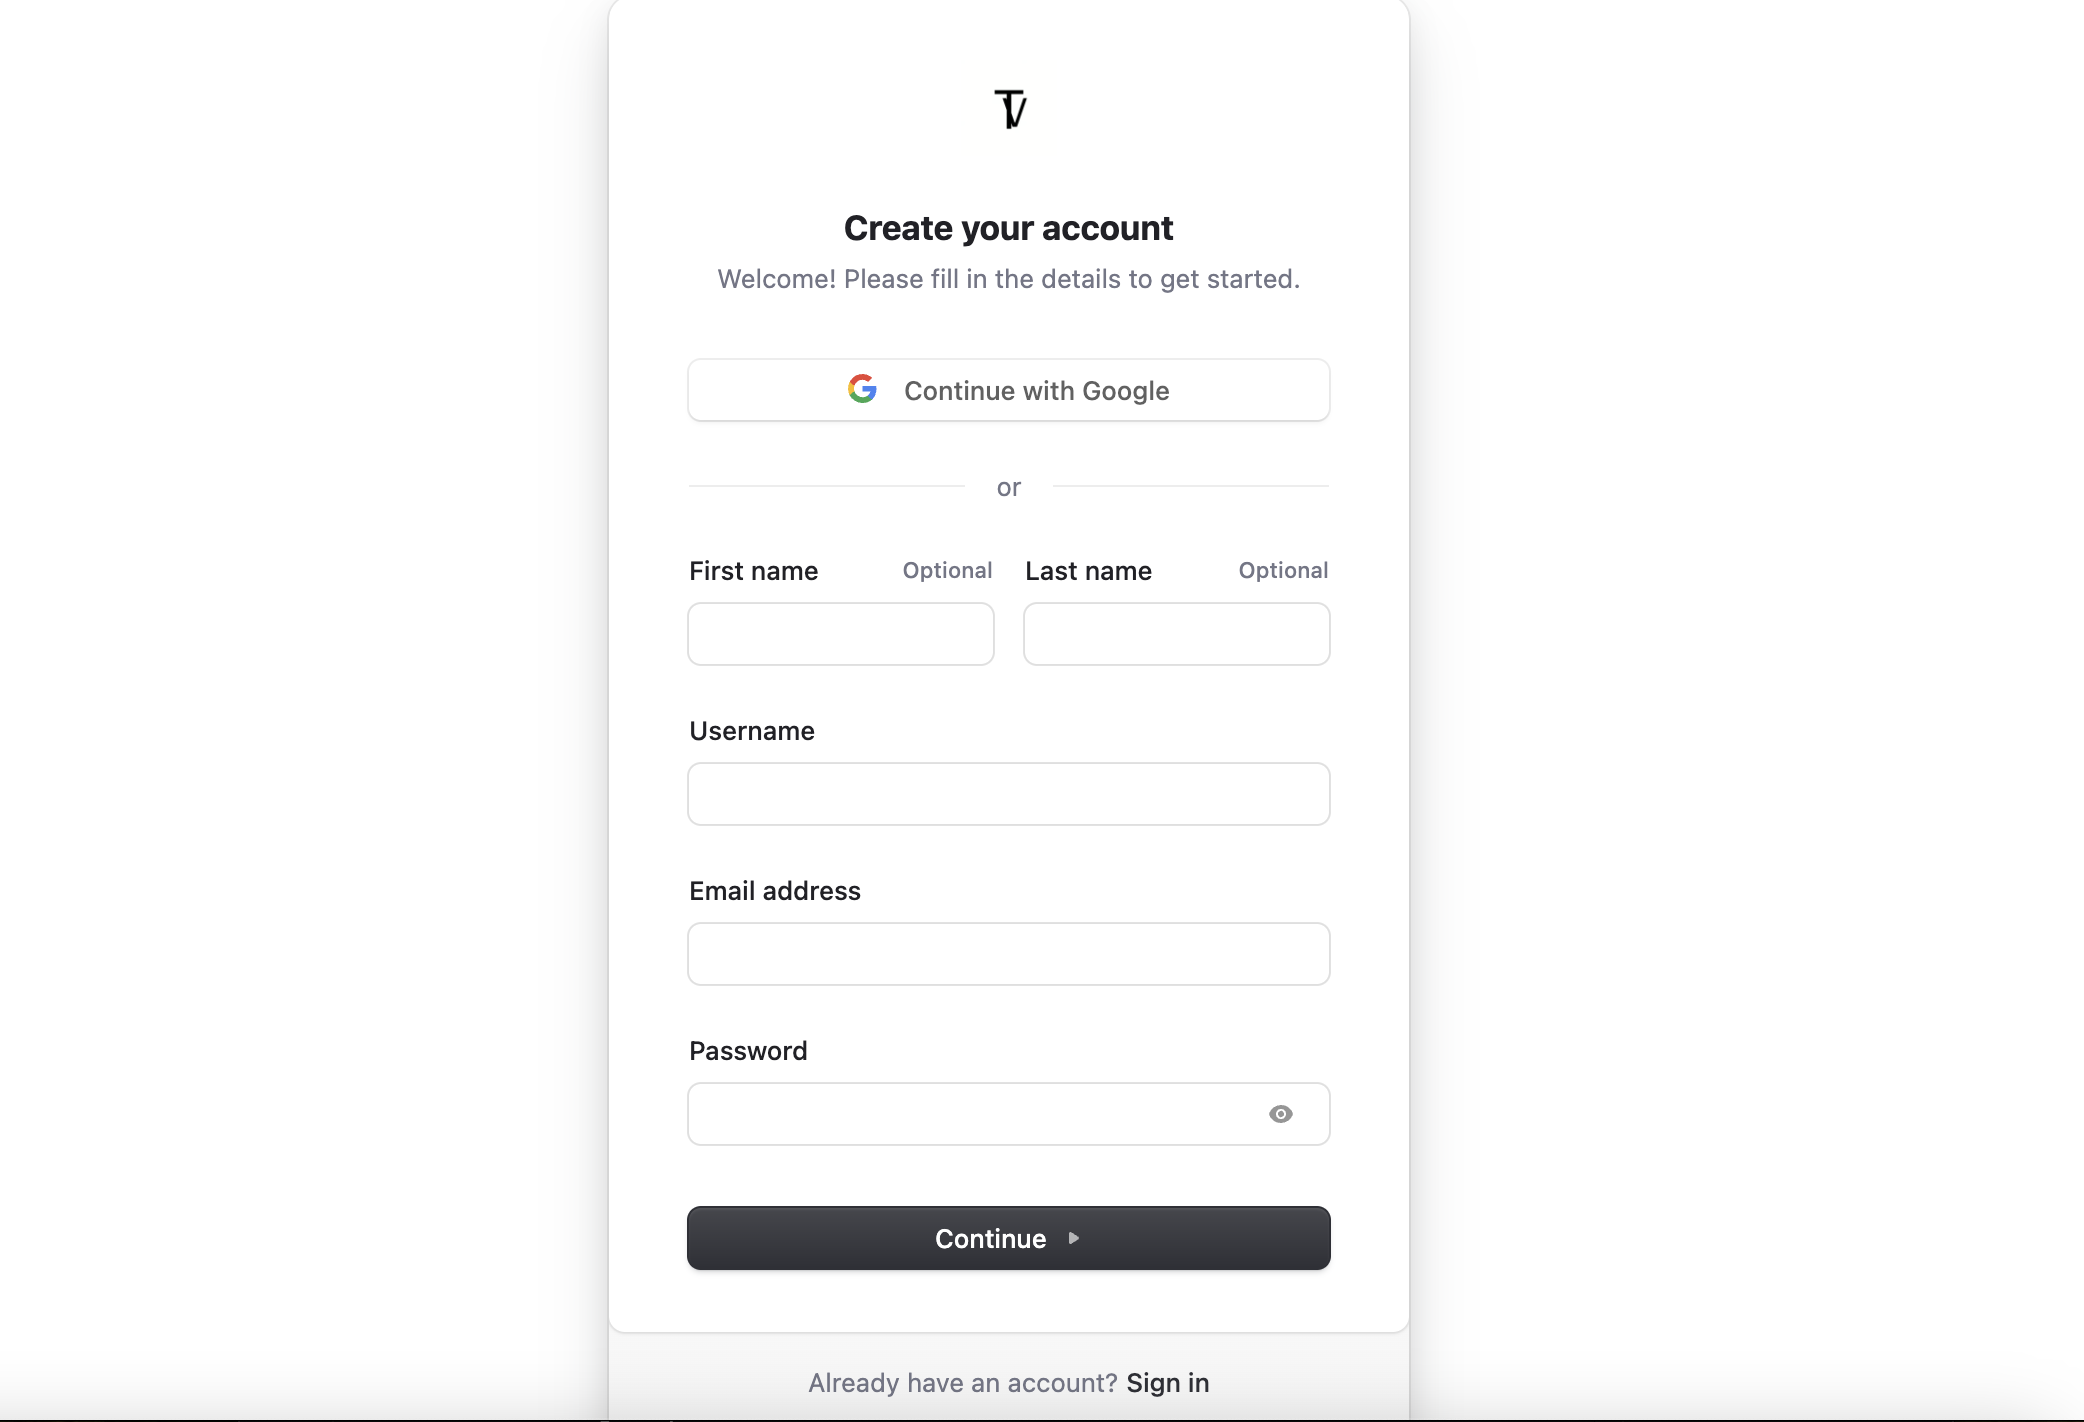 TV
Create your account
Welcome! Please fill in the details to get started.
Continue with Google
or
First name Optional Last name Optional
Username
Email address
Password
Continue
Already have an account? Sign in